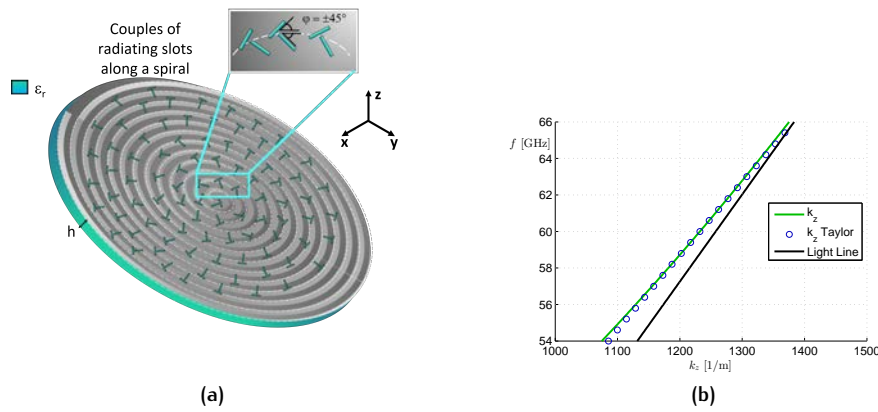 Couples of
radiating slots
along a spiral
φ = ±45°
εr
z
x
y
h
(a)
f [GHz]
66
64
62
60
58
56
54
1000
1100
1200
1300
1400
1500
kz [1/m]
kz
kz Taylor
Light Line
(b)